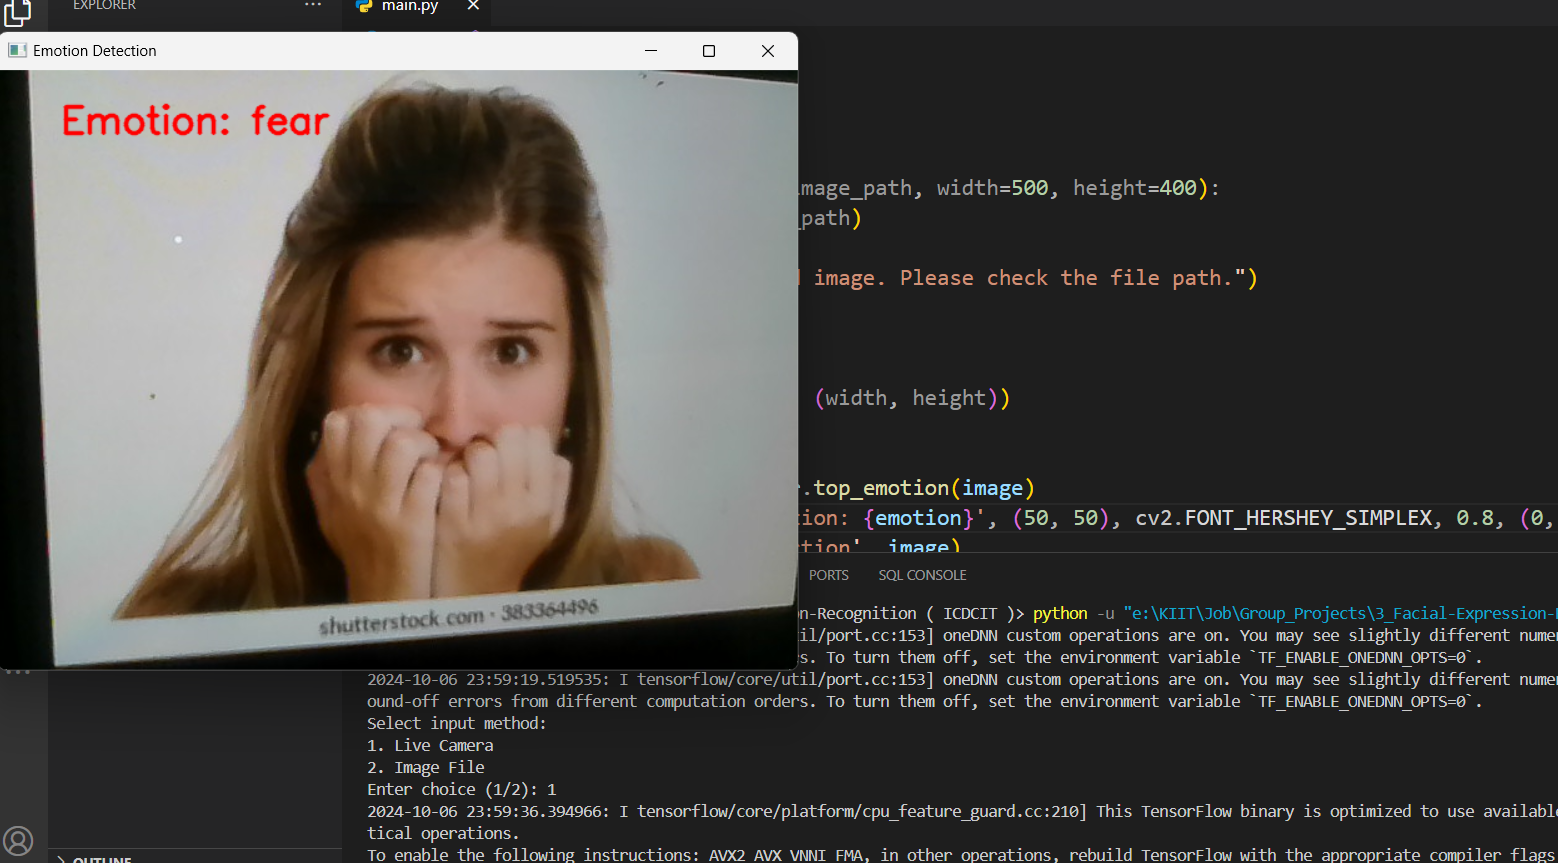 EXPLORER
···
main.py
Emotion Detection
Emotion: fear
shutterstock.com · 383364496
image_path, width=500, height=400):
_path)
image. Please check the file path.")
(width, height))
.top_emotion(image)
{emotion}', (50, 50), cv2.FONT_HERSHEY_SIMPLEX, 0.8, (0,
image)
PORTS
SQL CONSOLE
-Recognition ( ICDCIT )> python -u "e:\KIIT\Job\Group_Projects\3_Facial-Expression-
/port.cc:153] oneDNN custom operations are on. You may see slightly different
s. To turn them off, set the environment variable `TF_ENABLE_ONEDNN_OPTS=0`.
2024-10-06 23:59:19.519535: I tensorflow/core/util/port.cc:153] oneDNN custom operations are on. You may see slightly different
ound-off errors from different computation orders. To turn them off, set the environment variable `TF_ENABLE_ONEDNN_OPTS=0`.
Select input method:
1. Live Camera
2. Image File
Enter choice (1/2): 1
2024-10-06 23:59:36.394966: I tensorflow/core/platform/cpu_feature_guard.cc:210] This TensorFlow binary is optimized to use
tical operations.
To enable the following instructions: AVX2 AVX_VNNI FMA, in other operations, rebuild TensorFlow with the appropriate compiler flags
OUTLINE